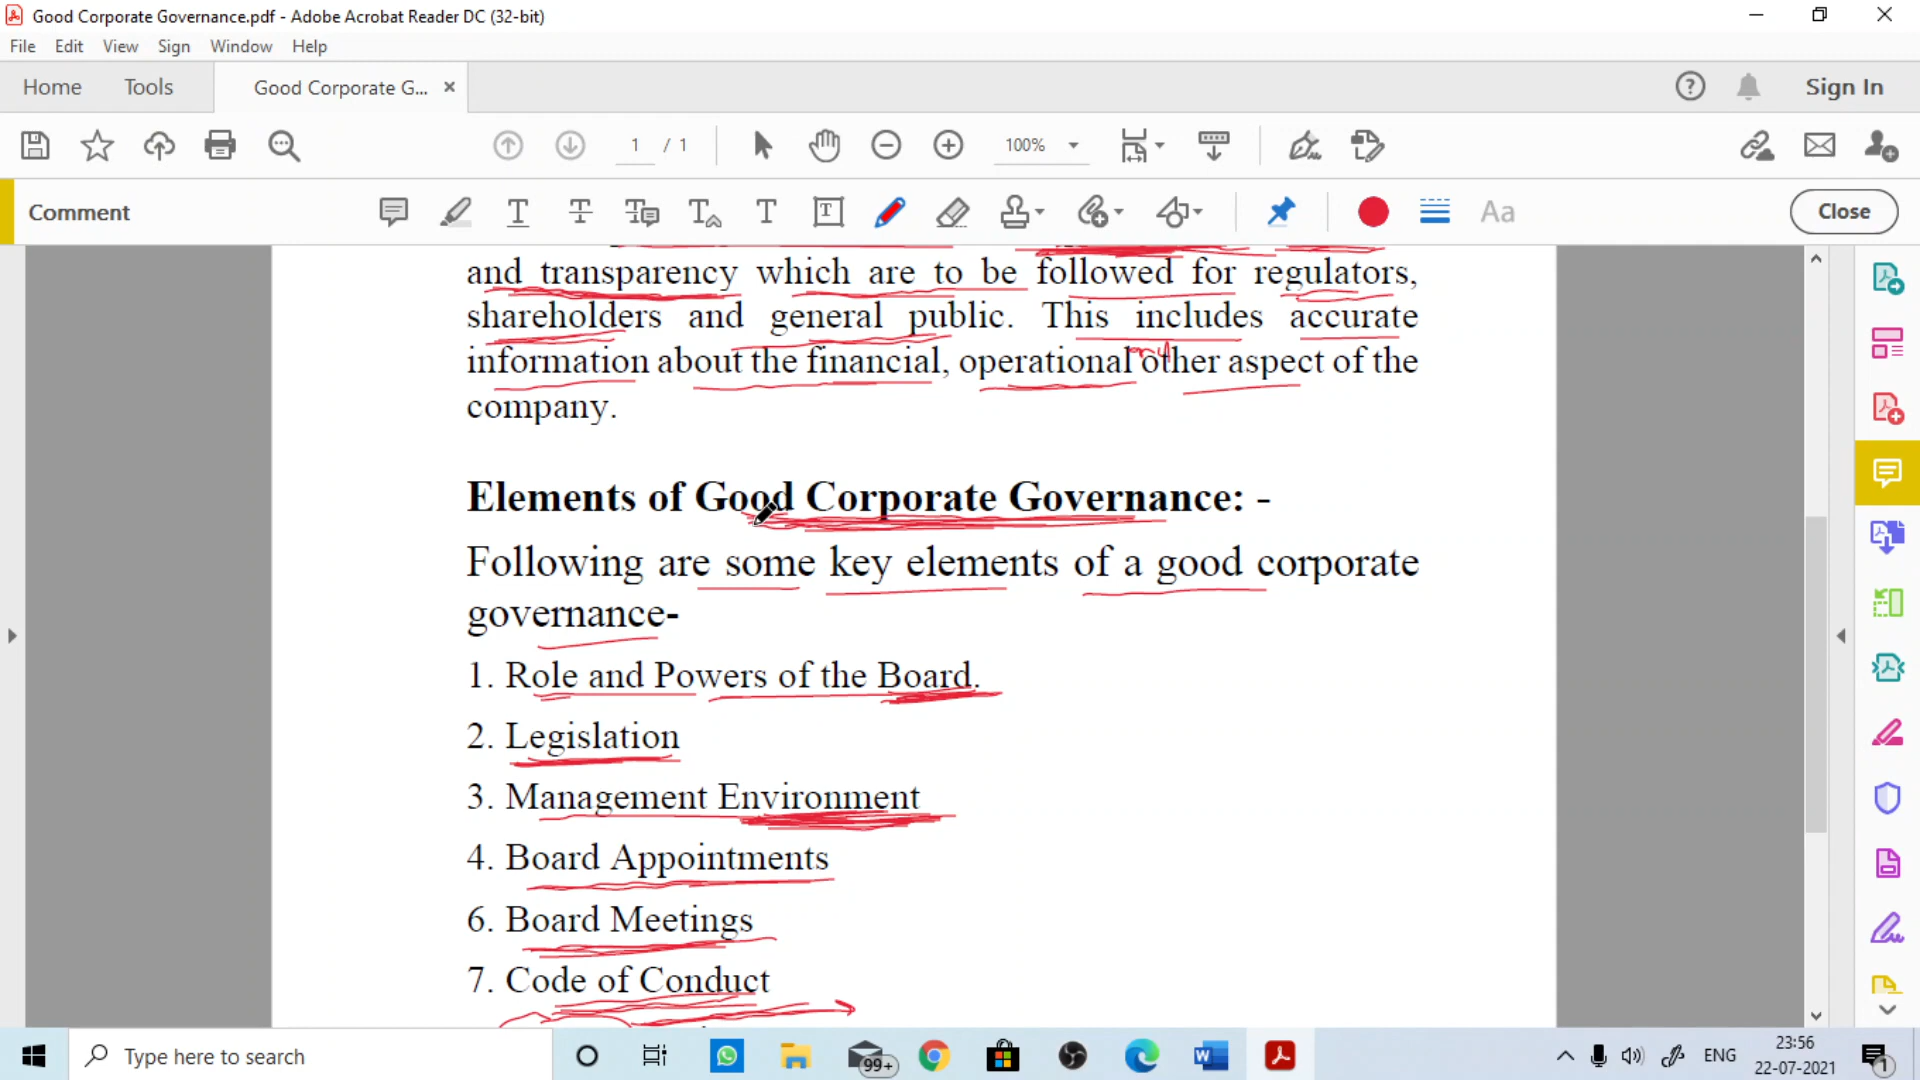 Good Corporate Governance.pdf - Adobe Acrobat Reader DC (32-bit)
File Edit View Sign Window Help
Home Tools Good Corporate G... × Sign In
1 / 1 100%
Comment Aa Close
and transparency which are to be followed for regulators,
shareholders and general public. This includes accurate
any
information about the financial, operational other aspect of the
company.
Elements of Good Corporate Governance: -
Following are some key elements of a good corporate
governance-
1. Role and Powers of the Board.
2. Legislation
3. Management Environment
4. Board Appointments
6. Board Meetings
7. Code of Conduct
Type here to search 99+ ENG 23:56
22-07-2021 1